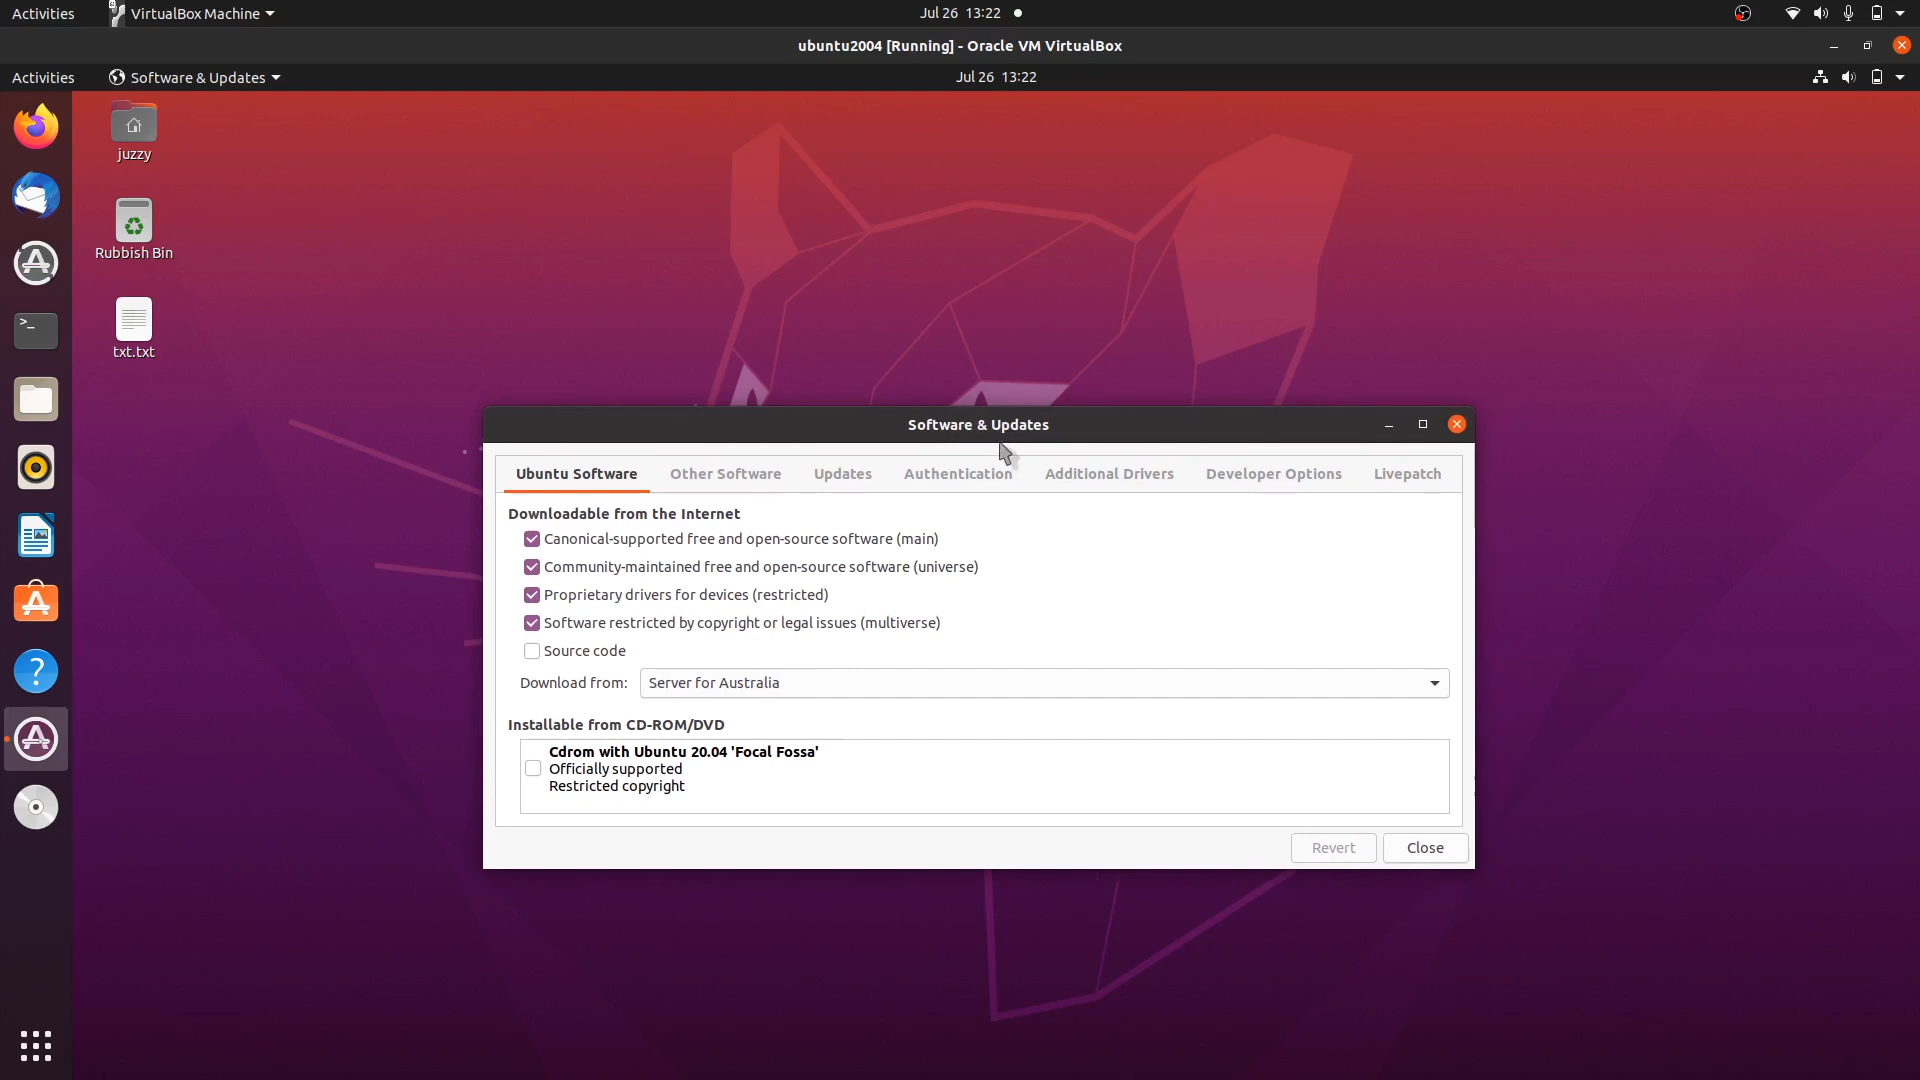 Activities
VirtualBox Machine
Jul 26 13:22
ubuntu2004 [Running] - Oracle VM VirtualBox
Activities
Software & Updates
Jul 26 13:22
juzzy
Rubbish Bin
txt.txt
Software & Updates
Ubuntu Software
Other Software
Updates
Authentication
Additional Drivers
Developer Options
Livepatch
Downloadable from the Internet
Canonical-supported free and open-source software (main)
Community-maintained free and open-source software (universe)
Proprietary drivers for devices (restricted)
Software restricted by copyright or legal issues (multiverse)
Source code
Download from:
Server for Australia
Installable from CD-ROM/DVD
Cdrom with Ubuntu 20.04 'Focal Fossa'
Officially supported
Restricted copyright
Revert
Close